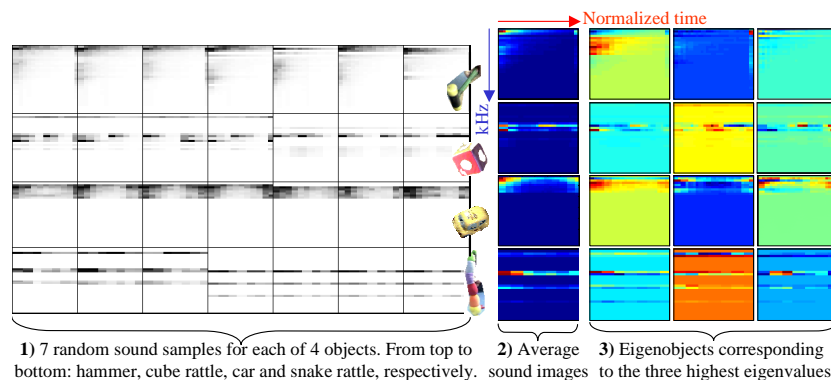 Normalized time
kHz
1) 7 random sound samples for each of 4 objects. From top to
bottom: hammer, cube rattle, car and snake rattle, respectively.
2) Average
sound images
3) Eigenobjects corresponding
to the three highest eigenvalues